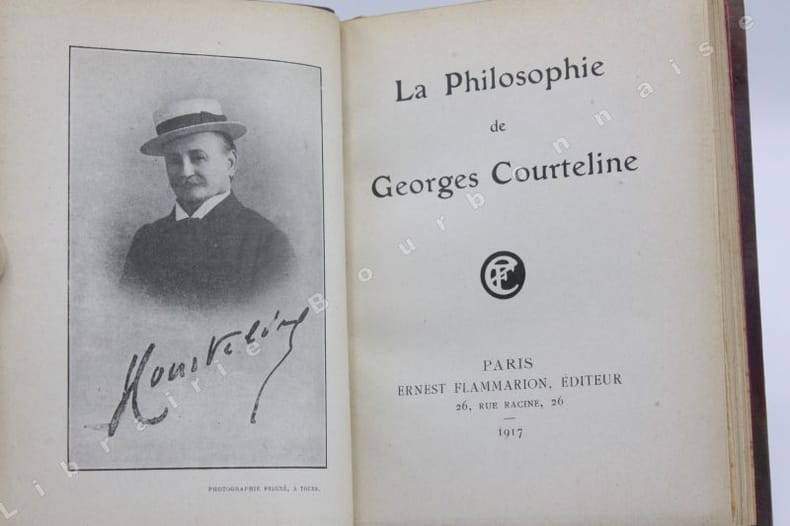 Courteline
PHOTOGRAPHIE PEIGNÉ, A TOURS.
La Philosophie
de
Georges Courteline
PARIS
ERNEST FLAMMARION, ÉDITEUR
26, RUE RACINE, 26
1917
Librairie Bourbonnaise